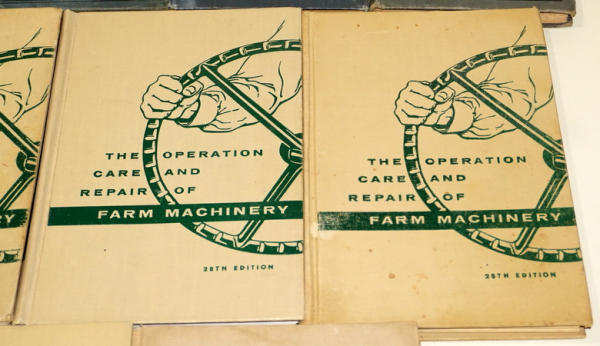 RY
THE OPERATION
CARE AND
REPAIR OF
FARM MACHINERY
28TH EDITION
THE OPERATION
CARE AND
REPAIR OF
FARM MACHINERY
28TH EDITION